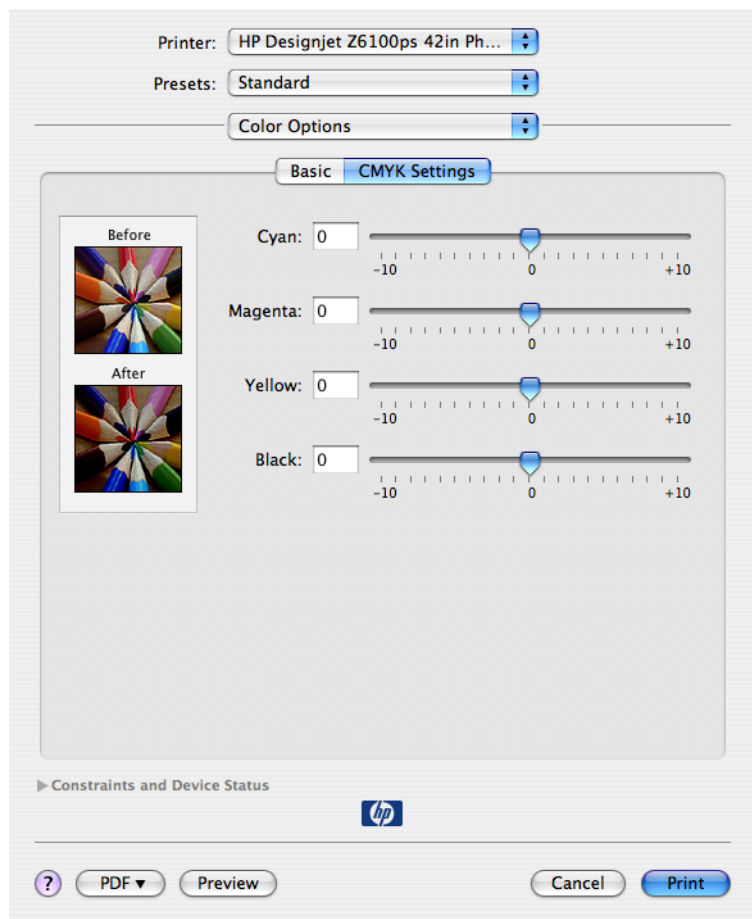 Printer: HP Designjet Z6100ps 42in Ph...
Presets: Standard
Color Options
Basic CMYK Settings
Before
Cyan: 0
-10 0 +10
Magenta: 0
-10 0 +10
After
Yellow: 0
-10 0 +10
Black: 0
-10 0 +10
Constraints and Device Status
hp
? PDF Preview Cancel Print